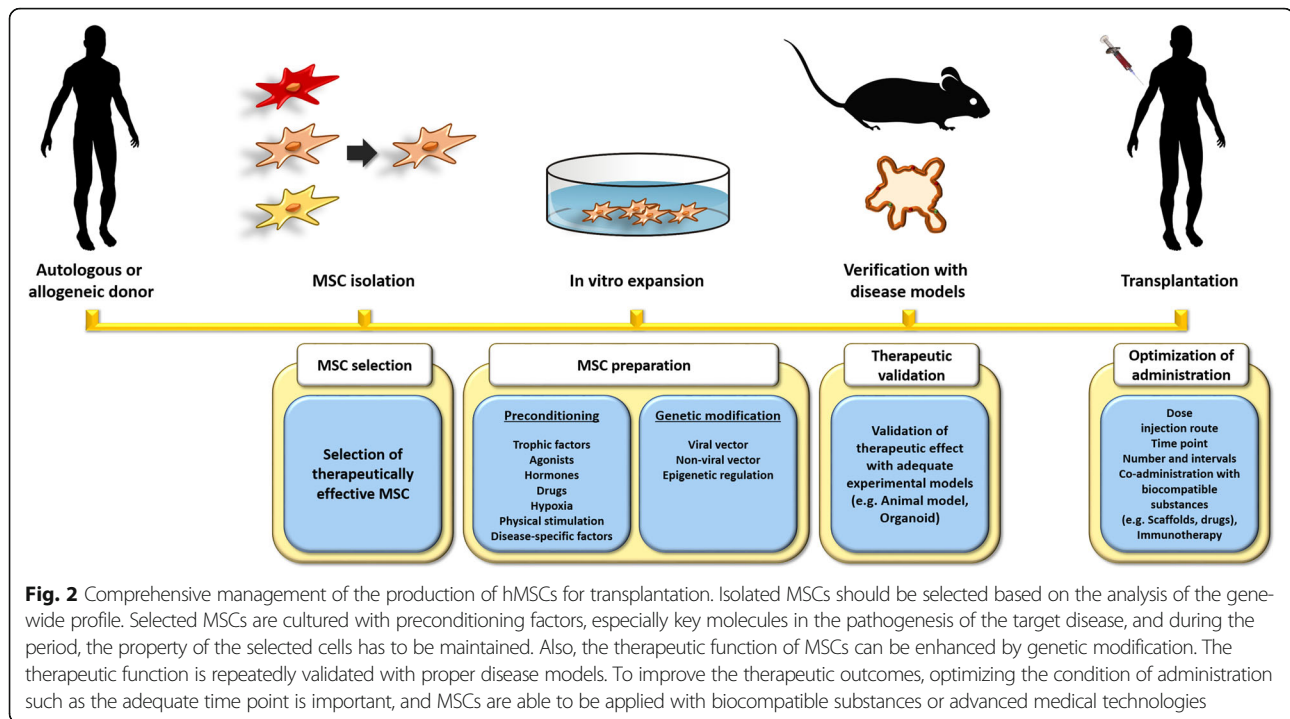 Autologous or
allogeneic donor
MSC isolation
In vitro expansion
Verification with
disease models
Transplantation
MSC selection
Selection of
therapeutically
effective MSC
MSC preparation
Preconditioning
Trophic factors
Agonists
Hormones
Drugs
Hypoxia
Physical stimulation
Disease-specific factors
Genetic modification
Viral vector
Non-viral vector
Epigenetic regulation
Therapeutic
validation
Validation of
therapeutic effect
with adequate
experimental models
(e.g. Animal model,
Organoid)
Optimization of
administration
Dose
injection route
Time point
Number and intervals
Co-administration with
biocompatible
substances
(e.g. Scaffolds, drugs),
Immunotherapy
Fig. 2 Comprehensive management of the production of hMSCs for transplantation. Isolated MSCs should be selected based on the analysis of the gene-
wide profile. Selected MSCs are cultured with preconditioning factors, especially key molecules in the pathogenesis of the target disease, and during the
period, the property of the selected cells has to be maintained. Also, the therapeutic function of MSCs can be enhanced by genetic modification. The
therapeutic function is repeatedly validated with proper disease models. To improve the therapeutic outcomes, optimizing the condition of administration
such as the adequate time point is important, and MSCs are able to be applied with biocompatible substances or advanced medical technologies